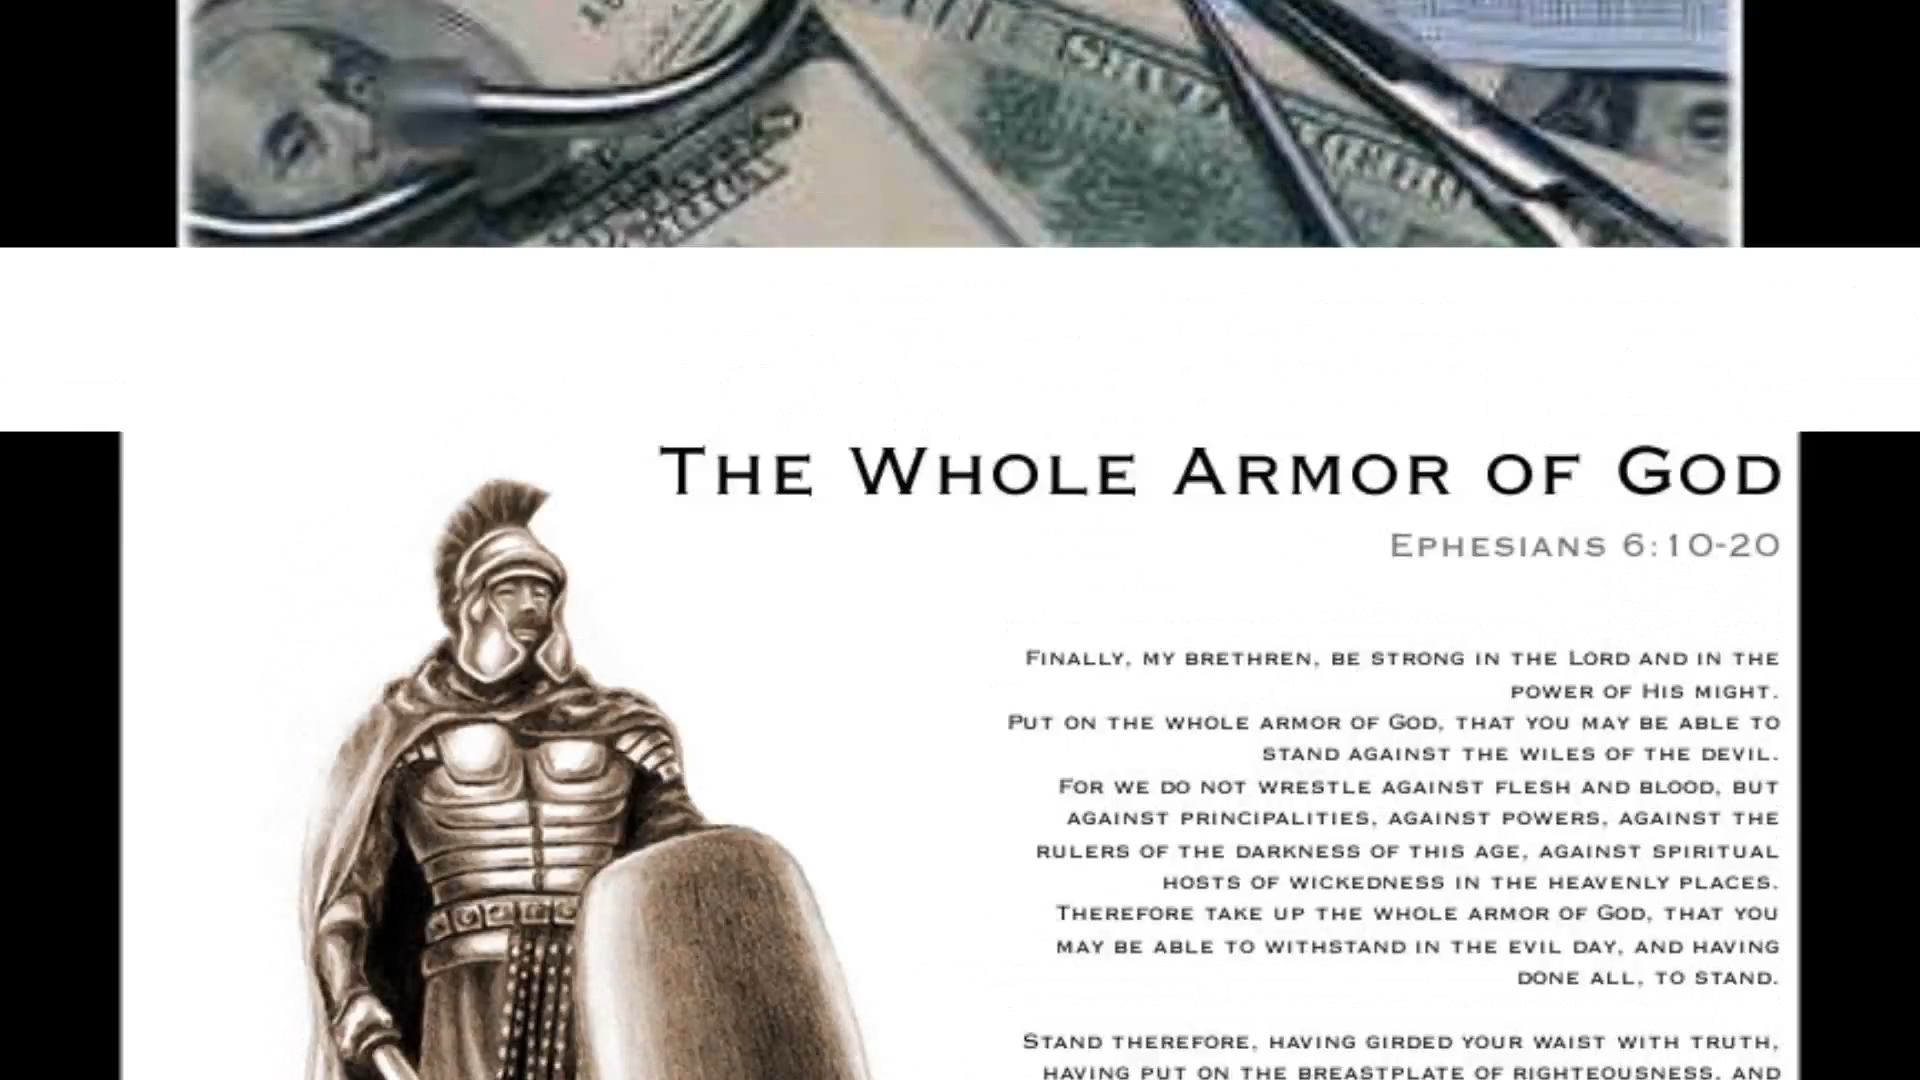 The Whole Armor of God
Ephesians 6:10-20
Finally, my brethren, be strong in the Lord and in the
power of His might.
Put on the whole armor of God, that you may be able to
stand against the wiles of the devil.
For we do not wrestle against flesh and blood, but
against principalities, against powers, against the
rulers of the darkness of this age, against spiritual
hosts of wickedness in the heavenly places.
Therefore take up the whole armor of God, that you
may be able to withstand in the evil day, and having
done all, to stand.
Stand therefore, having girded your waist with truth,
having put on the breastplate of righteousness, and